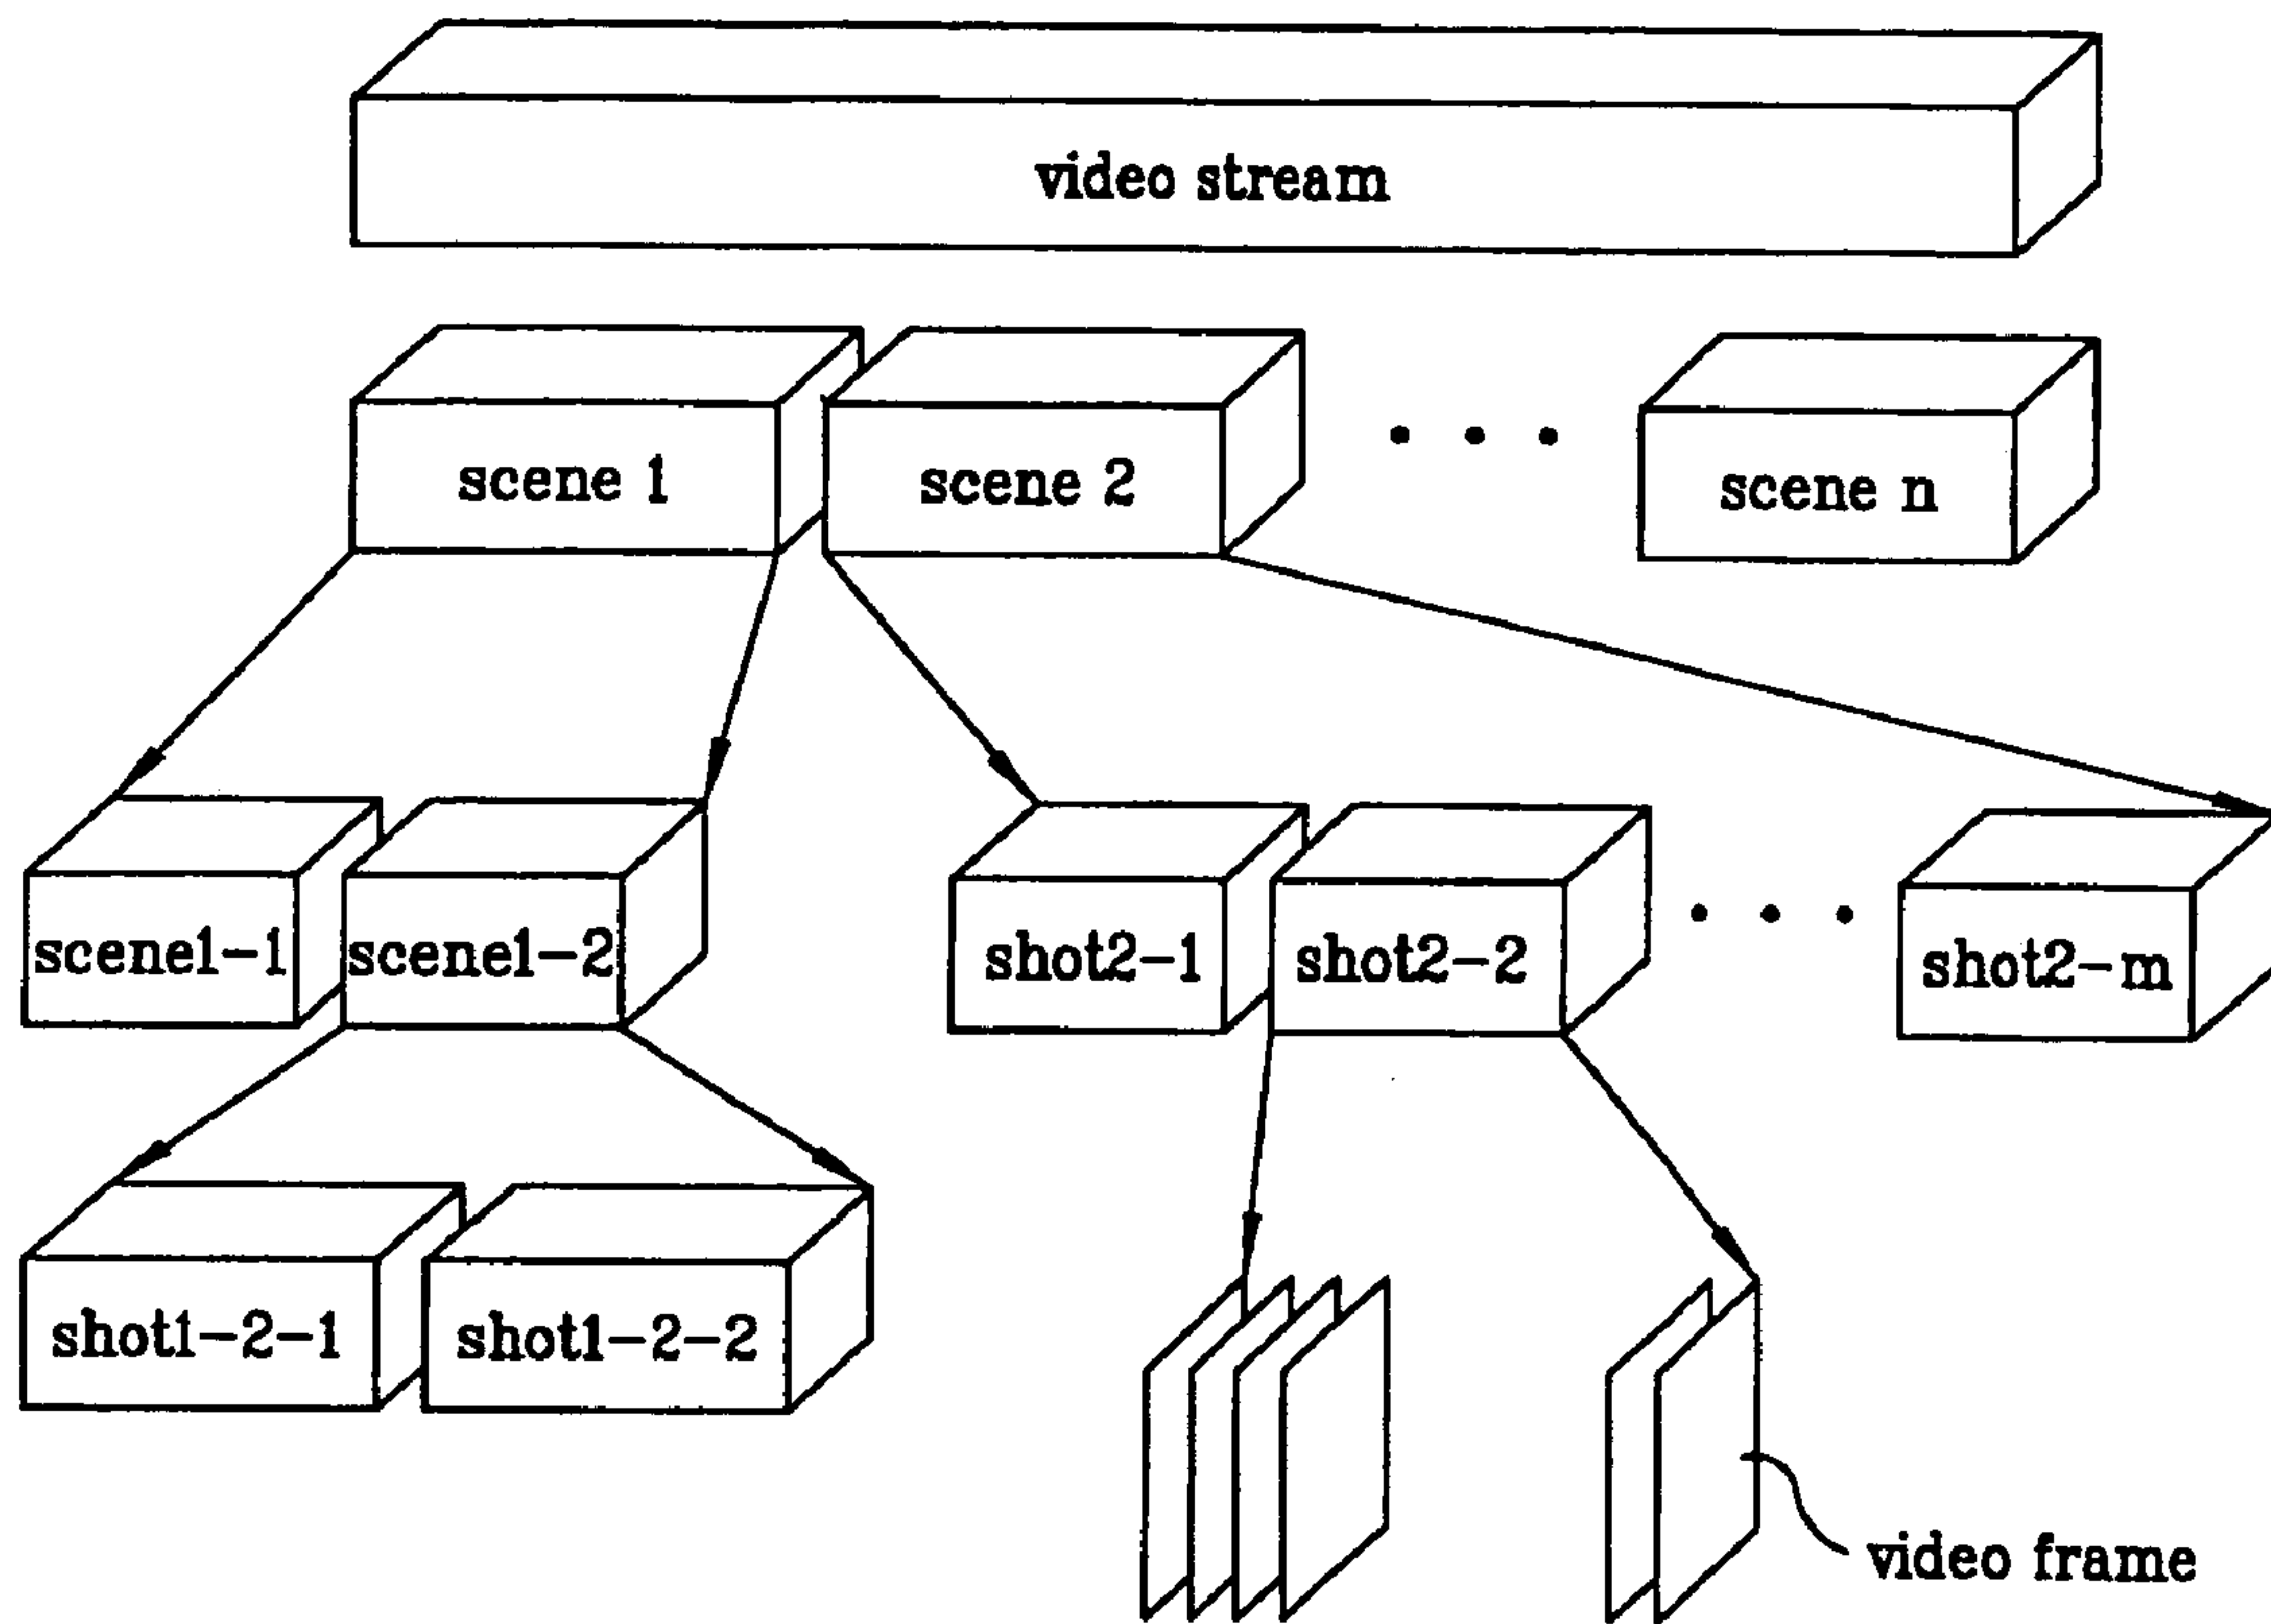 video stream
scene 1
scene 2
scene n
scene1-1
scene1-2
shot2-1
shot2-2
shot2-m
shot1-2-1
shot1-2-2
video frame